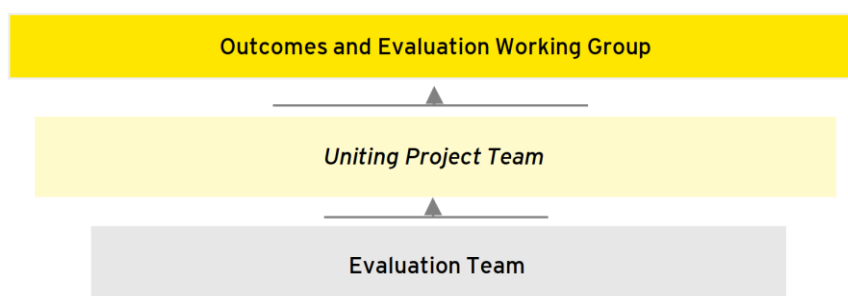 Outcomes and Evaluation Working Group
Uniting Project Team
Evaluation Team